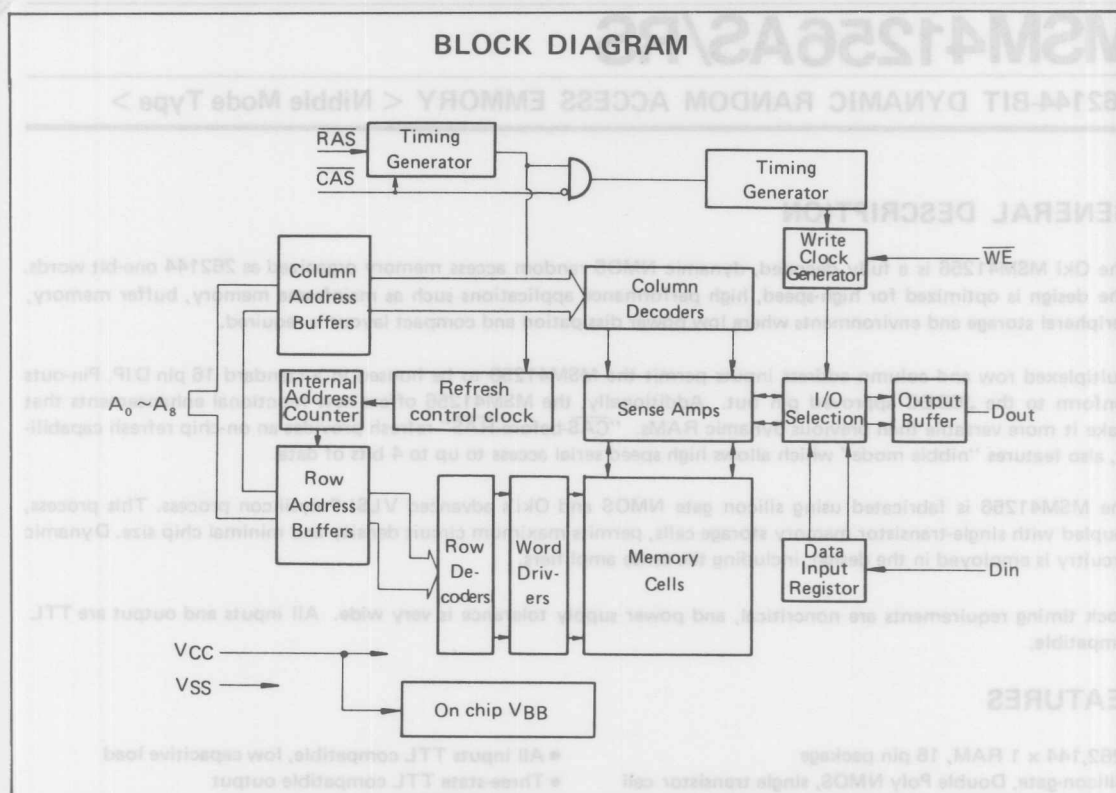 BLOCK DIAGRAM
RAS
CAS
Timing
Generator
Timing
Generator
Write
Clock
Generator
WE
Column
Address
Buffers
Column
Decoders
A0 ~ A8
Internal
Address
Counter
Refresh
control clock
Sense Amps
I/O
Selection
Output
Buffer
Dout
Row
Address
Buffers
Row
De-
coders
Word
Driv-
ers
Memory
Cells
Data
Input
Register
Din
VCC
VSS
On chip VBB